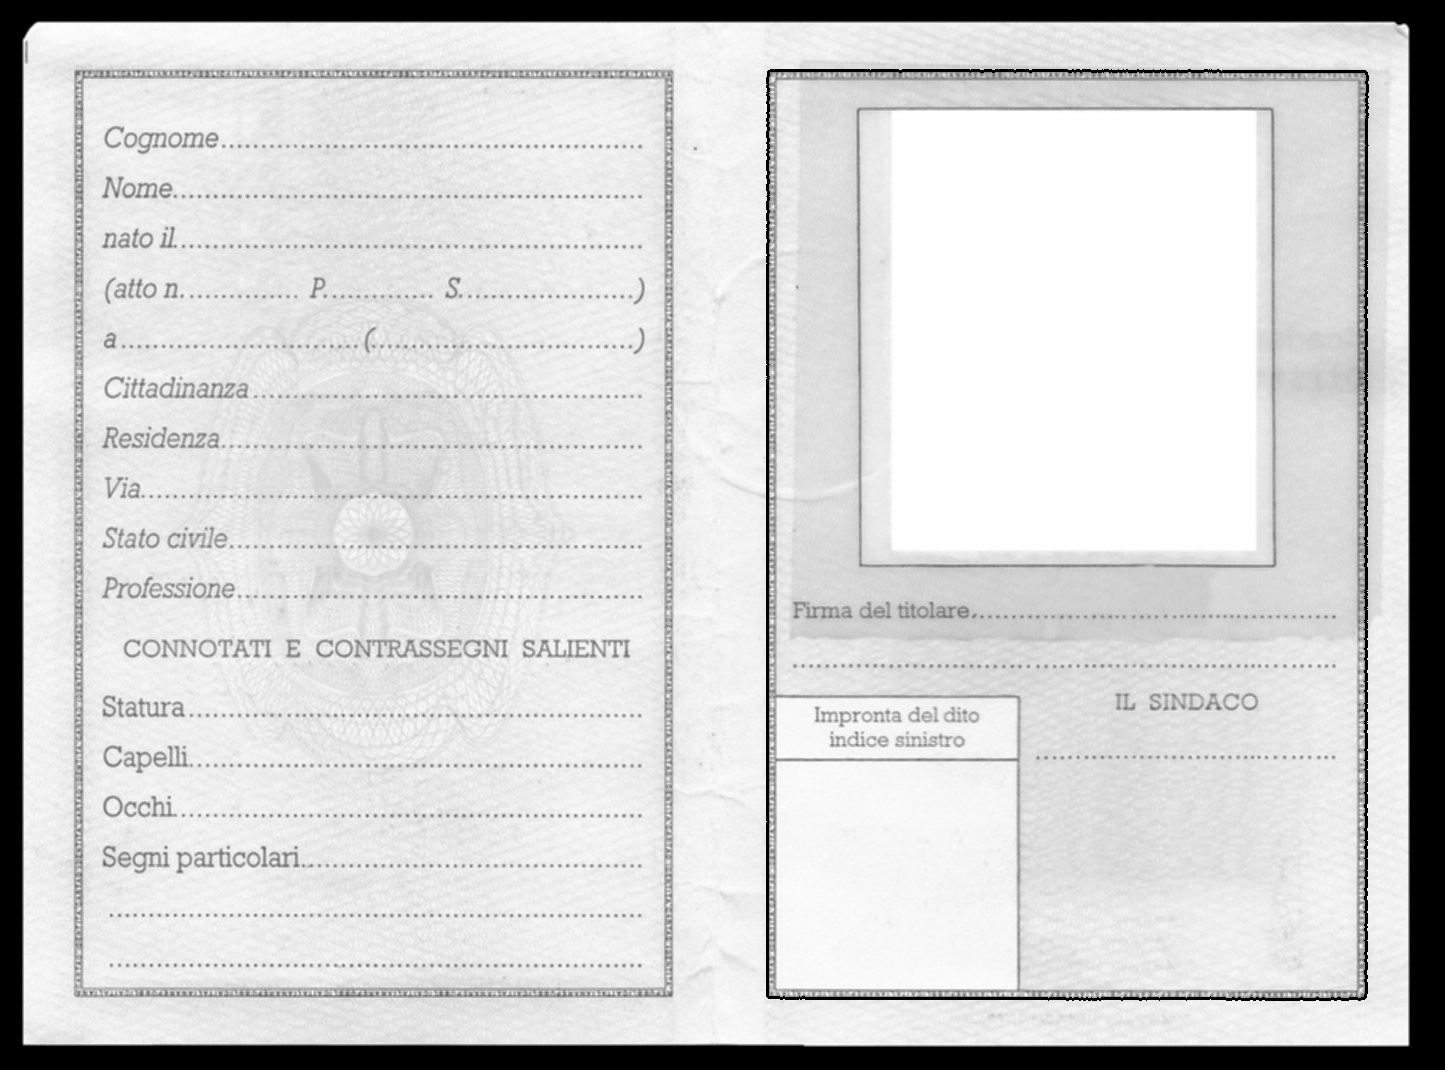 Cognome
Nome
nato il
(atto n. P. S. )
a ( )
Cittadinanza
Residenza
Via
Stato civile
Professione
CONNOTATI E CONTRASSEGNI SALIENTI
Statura
Capelli
Occhi
Segni particolari
Firma del titolare
IL SINDACO
Impronta del dito
indice sinistro